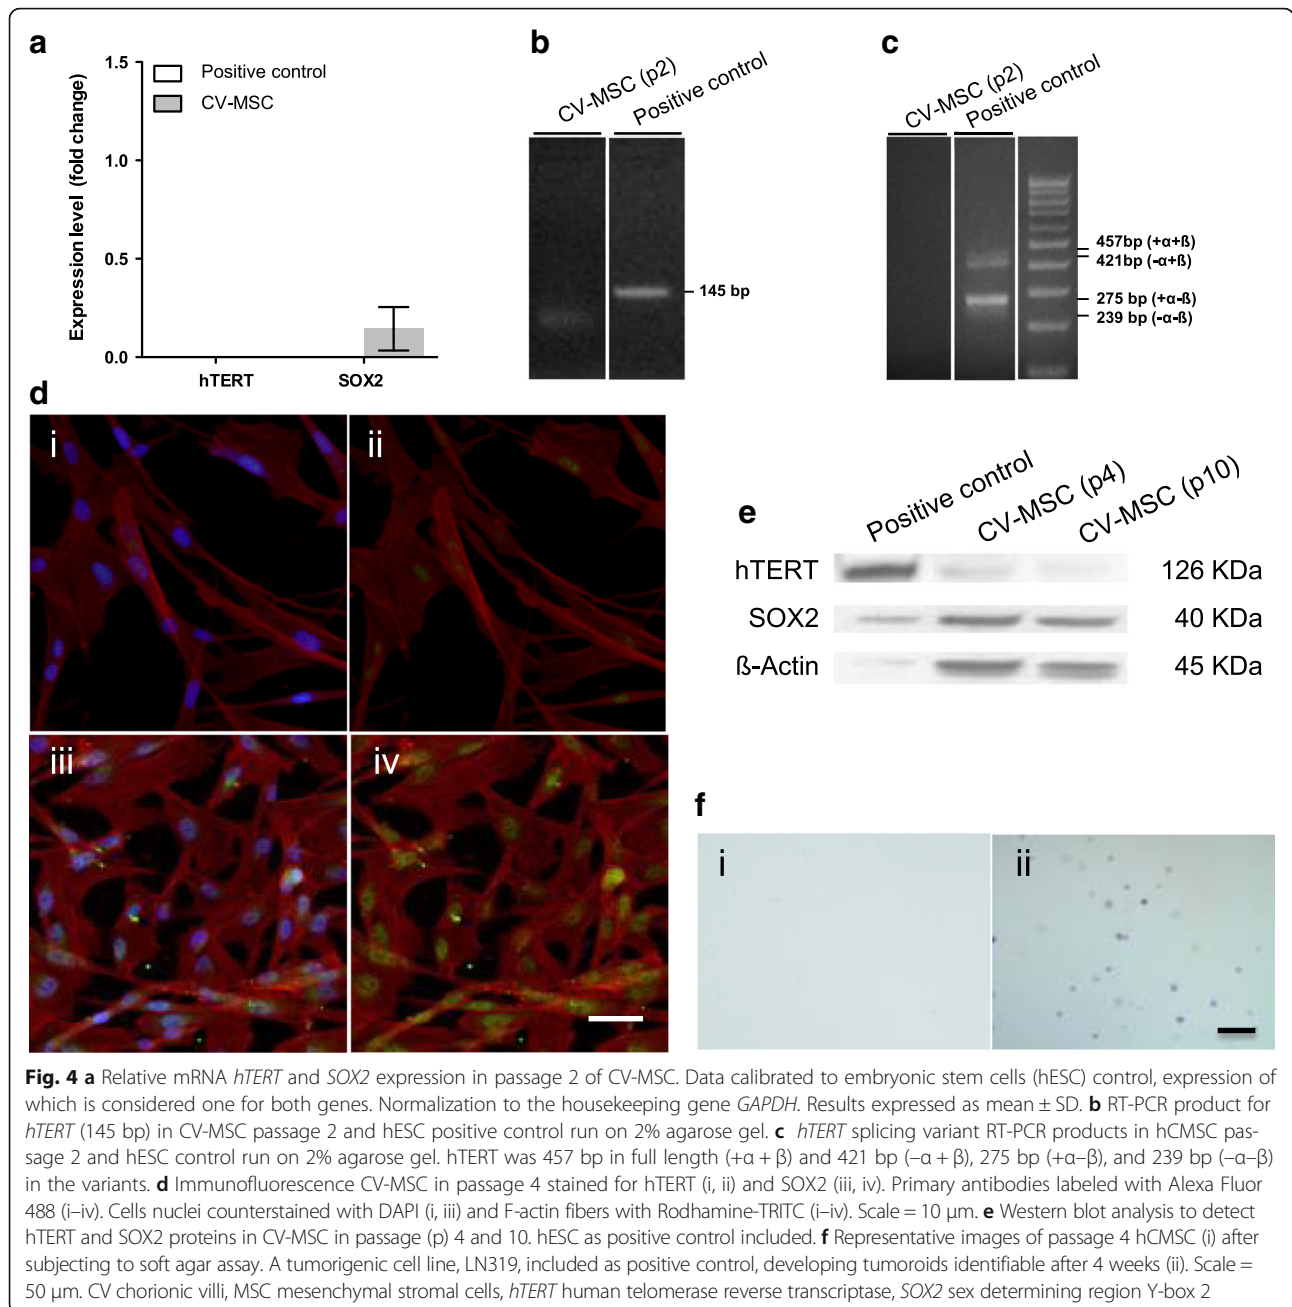 a
1.5
1.0
0.5
0.0
Expression level (fold change)
Positive control
CV-MSC
hTERT
SOX2
b
CV-MSC (p2)
Positive control
145 bp
c
CV-MSC (p2)
Positive control
457bp (+α+ß)
421bp (-α+ß)
275 bp (+α-ß)
239 bp (-α-ß)
d
i
ii
iii
iv
e
Positive control
CV-MSC (p4)
CV-MSC (p10)
hTERT 126 KDa
SOX2 40 KDa
ß-Actin 45 KDa
f
i
ii
Fig. 4 a Relative mRNA hTERT and SOX2 expression in passage 2 of CV-MSC. Data calibrated to embryonic stem cells (hESC) control, expression of
which is considered one for both genes. Normalization to the housekeeping gene GAPDH. Results expressed as mean ± SD. b RT-PCR product for
hTERT (145 bp) in CV-MSC passage 2 and hESC positive control run on 2% agarose gel. c hTERT splicing variant RT-PCR products in hCMSC pas-
sage 2 and hESC control run on 2% agarose gel. hTERT was 457 bp in full length (+α + β) and 421 bp (–α + β), 275 bp (+α–β), and 239 bp (–α–β)
in the variants. d Immunofluorescence CV-MSC in passage 4 stained for hTERT (i, ii) and SOX2 (iii, iv). Primary antibodies labeled with Alexa Fluor
488 (i–iv). Cells nuclei counterstained with DAPI (i, iii) and F-actin fibers with Rodhamine-TRITC (i–iv). Scale = 10 μm. e Western blot analysis to detect
hTERT and SOX2 proteins in CV-MSC in passage (p) 4 and 10. hESC as positive control included. f Representative images of passage 4 hCMSC (i) after
subjecting to soft agar assay. A tumorigenic cell line, LN319, included as positive control, developing tumoroids identifiable after 4 weeks (ii). Scale =
50 μm. CV chorionic villi, MSC mesenchymal stromal cells, hTERT human telomerase reverse transcriptase, SOX2 sex determining region Y-box 2